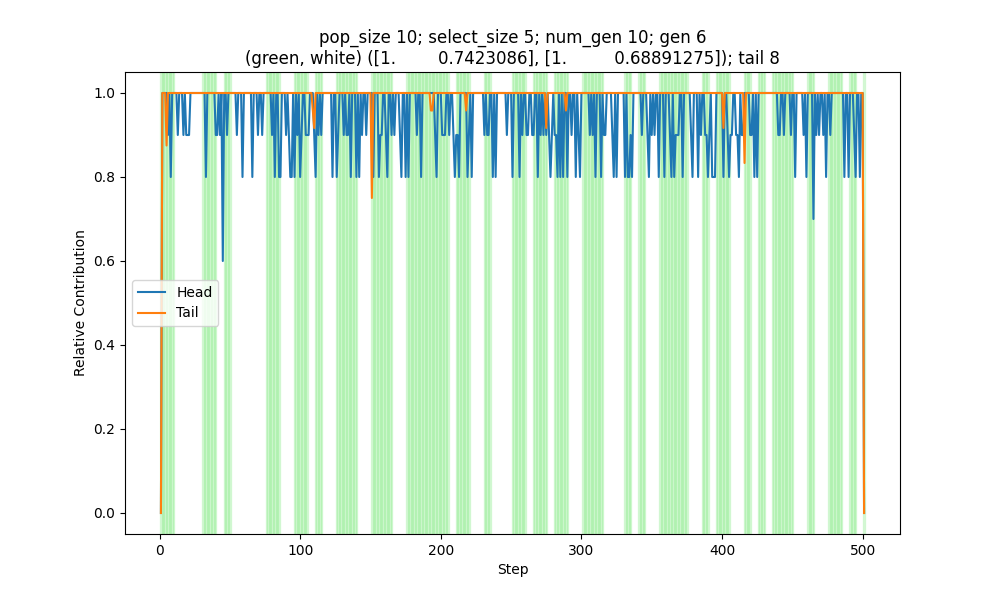 pop_size 10; select_size 5; num_gen 10; gen 6
(green, white) ([1.        0.7423086], [1.         0.68891275]); tail 8
1.0
0.8
0.6
0.4
0.2
0.0
Relative Contribution
Head
Tail
0 100 200 300 400 500
Step